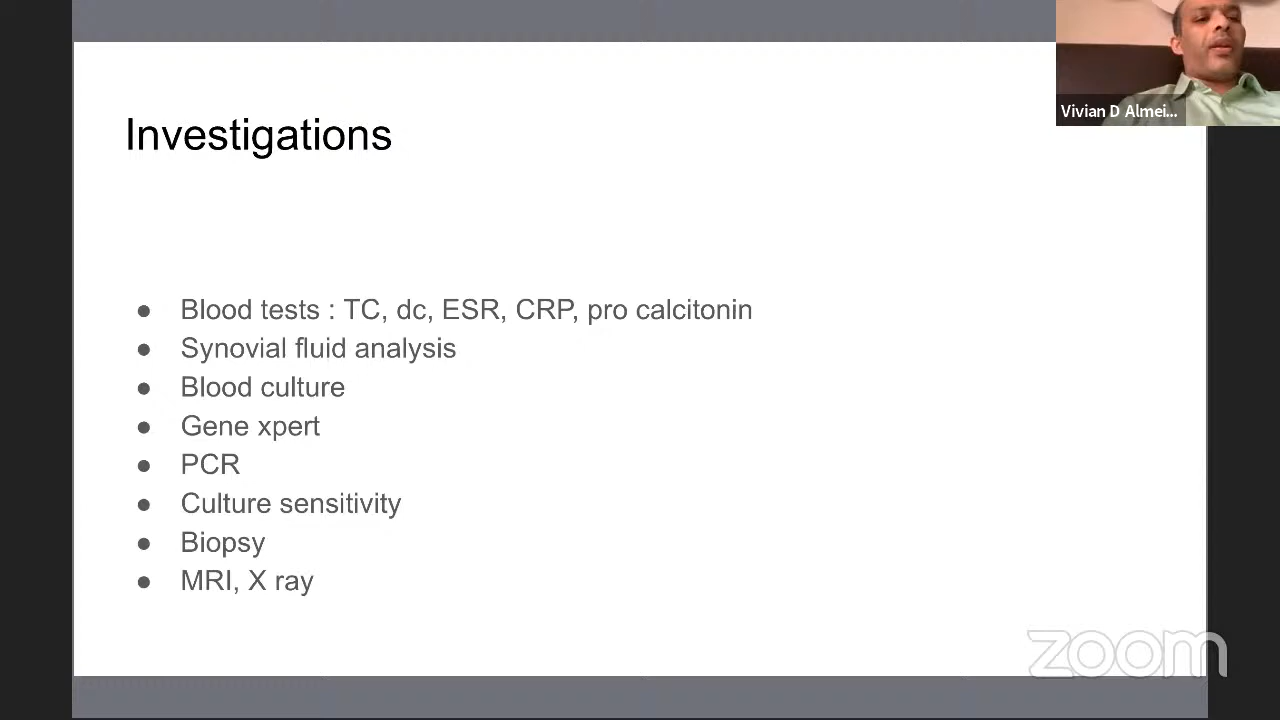 Vivian D Almei...
Investigations
● Blood tests : TC, dc, ESR, CRP, pro calcitonin
● Synovial fluid analysis
● Blood culture
● Gene xpert
● PCR
● Culture sensitivity
● Biopsy
● MRI, X ray
zoom